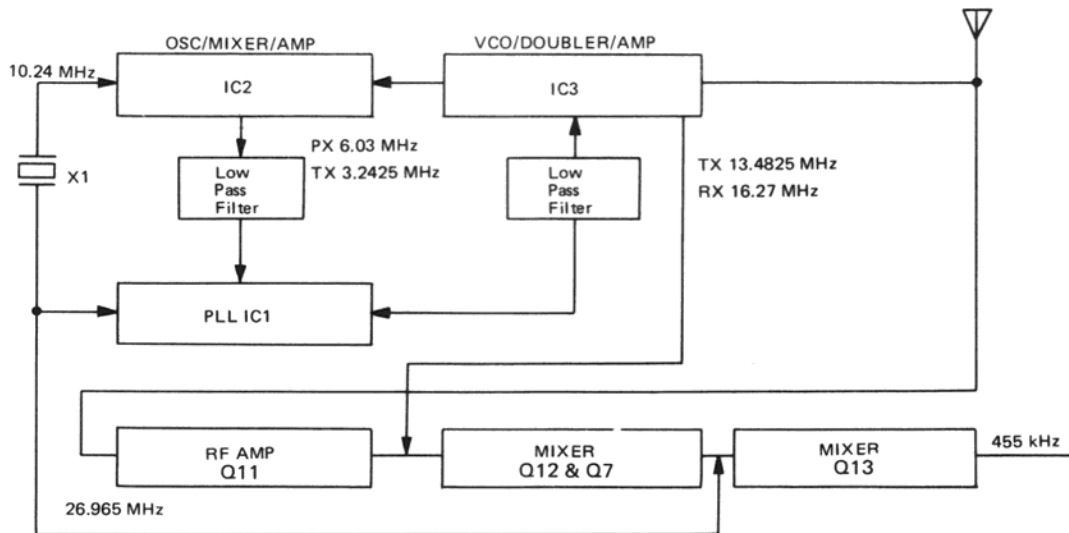 OSC/MIXER/AMP
VCO/DOUBLER/AMP
10.24 MHz
IC2
IC3
PX 6.03 MHz
TX 3.2425 MHz
X1
Low
Pass
Filter
Low
Pass
Filter
TX 13.4825 MHz
RX 16.27 MHz
PLL IC1
RF AMP
Q11
MIXER
Q12 & Q7
MIXER
Q13
455 kHz
26.965 MHz